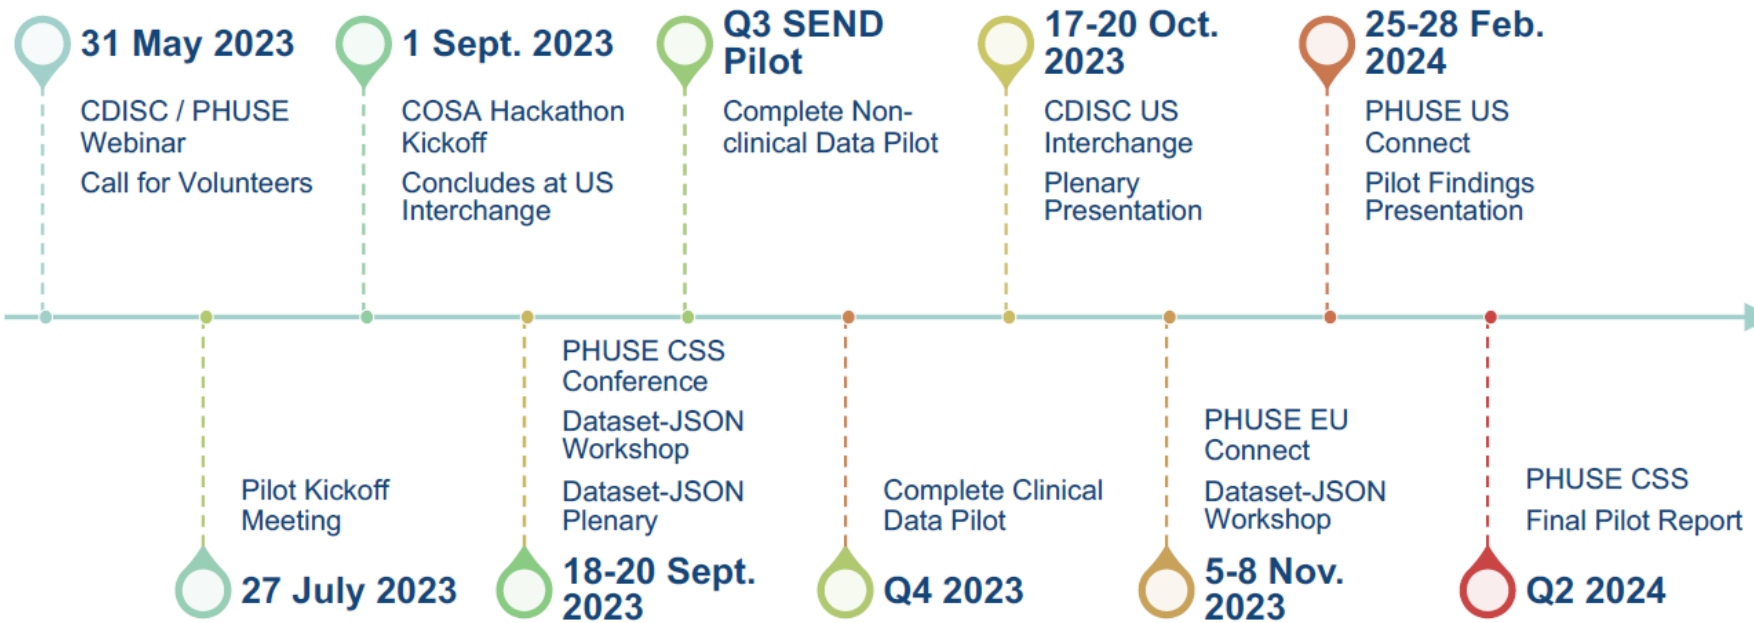 31 May 2023
CDISC / PHUSE
Webinar
Call for Volunteers
1 Sept. 2023
COSA Hackathon
Kickoff
Concludes at US
Interchange
Q3 SEND
Pilot
Complete Non-
clinical Data Pilot
17-20 Oct.
2023
CDISC US
Interchange
Plenary
Presentation
25-28 Feb.
2024
PHUSE US
Connect
Pilot Findings
Presentation
Pilot Kickoff
Meeting
27 July 2023
PHUSE CSS
Conference
Dataset-JSON
Workshop
Dataset-JSON
Plenary
18-20 Sept.
2023
Complete Clinical
Data Pilot
Q4 2023
PHUSE EU
Connect
Dataset-JSON
Workshop
5-8 Nov.
2023
PHUSE CSS
Final Pilot Report
Q2 2024